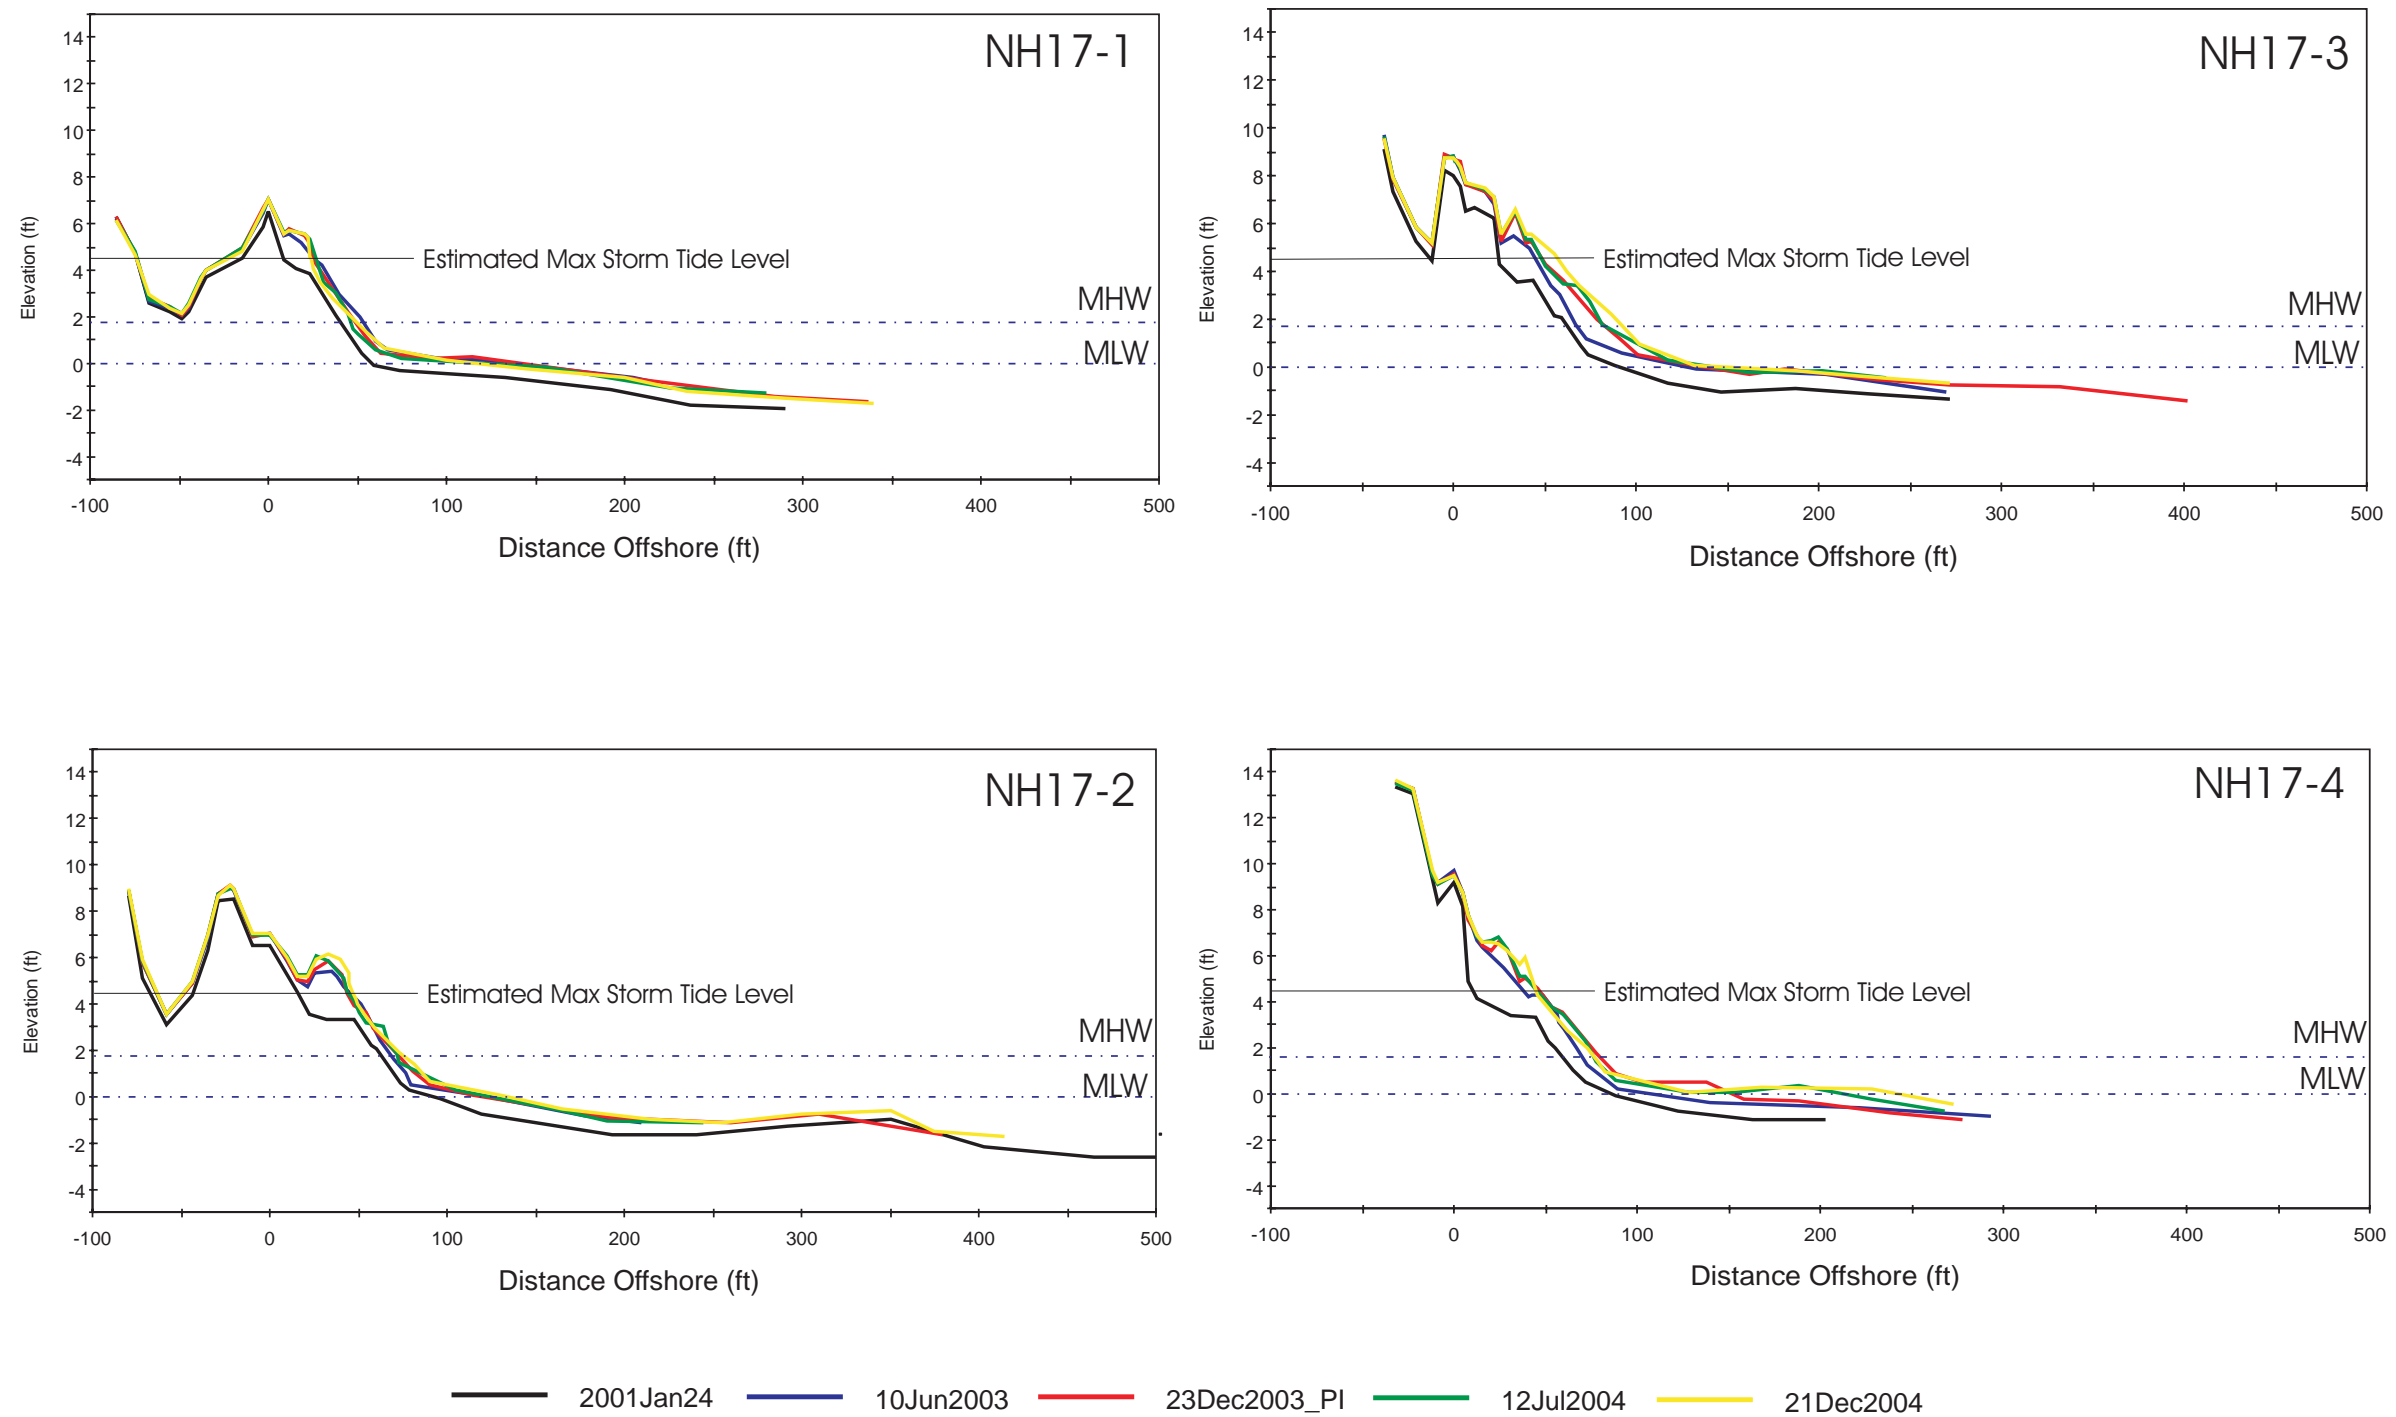 NH17-1
14
12
10
8
6
4
2
0
-2
-4
Elevation (ft)
Estimated Max Storm Tide Level
MHW
MLW
-100 0 100 200 300 400 500
Distance Offshore (ft)
NH17-3
14
12
10
8
6
4
2
0
-2
-4
Elevation (ft)
Estimated Max Storm Tide Level
MHW
MLW
-100 0 100 200 300 400 500
Distance Offshore (ft)
NH17-2
14
12
10
8
6
4
2
0
-2
-4
Elevation (ft)
Estimated Max Storm Tide Level
MHW
MLW
-100 0 100 200 300 400 500
Distance Offshore (ft)
NH17-4
14
12
10
8
6
4
2
0
-2
-4
Elevation (ft)
Estimated Max Storm Tide Level
MHW
MLW
-100 0 100 200 300 400 500
Distance Offshore (ft)
2001Jan24 10Jun2003 23Dec2003_PI 12Jul2004 21Dec2004